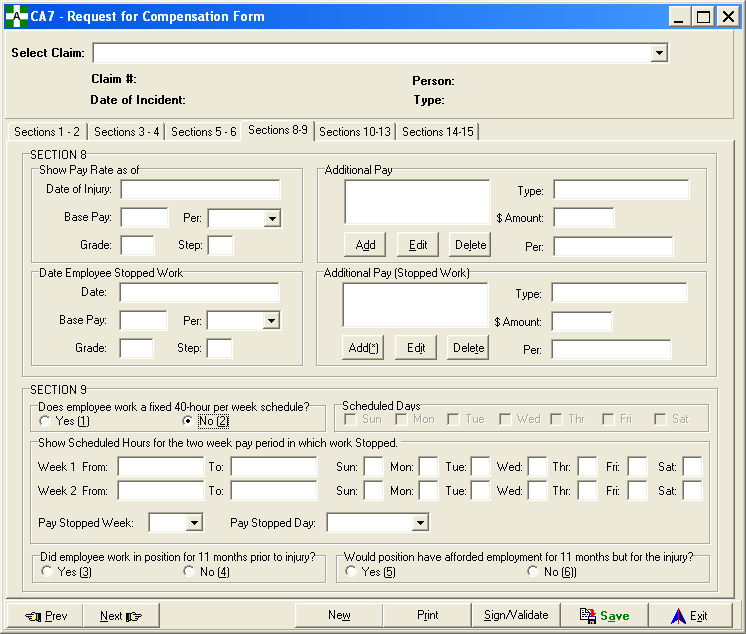 CA7 - Request for Compensation Form
Select Claim:
Claim #: Person:
Date of Incident: Type:
Sections 1 - 2 Sections 3 - 4 Sections 5 - 6 Sections 8-9 Sections 10-13 Sections 14-15
SECTION 8
Show Pay Rate as of Additional Pay
Date of Injury: Type:
Base Pay: Per: $ Amount:
Grade: Step: Add Edit Delete Per:
Date Employee Stopped Work Additional Pay (Stopped Work)
Date: Type:
Base Pay: Per: $ Amount:
Grade: Step: Add(*) Edit Delete Per:
SECTION 9
Does employee work a fixed 40-hour per week schedule? Scheduled Days
Yes (1) No (2) Sun Mon Tue Wed Thr Fri Sat
Show Scheduled Hours for the two week pay period in which work Stopped.
Week 1 From: To: Sun: Mon: Tue: Wed: Thr: Fri: Sat:
Week 2 From: To: Sun: Mon: Tue: Wed: Thr: Fri: Sat:
Pay Stopped Week: Pay Stopped Day:
Did employee work in position for 11 months prior to injury? Would position have afforded employment for 11 months but for the injury?
Yes (3) No (4) Yes (5) No (6))
Prev Next New Print Sign/Validate Save Exit